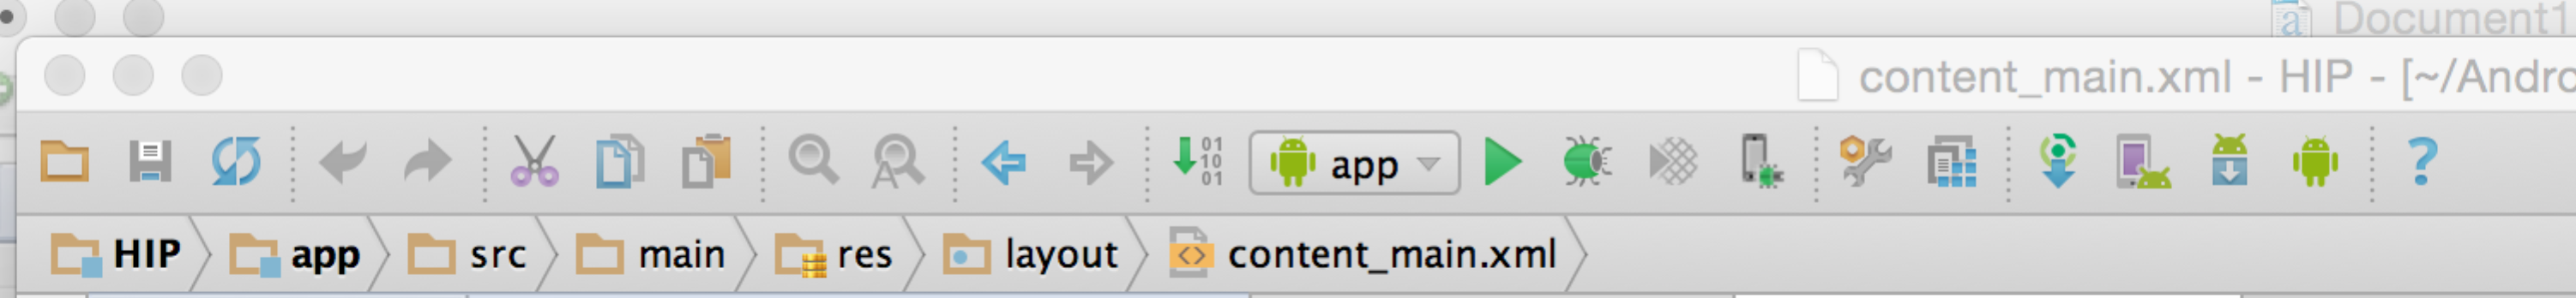 Document1
content_main.xml - HIP - [~/Andro
01
10
01
app
?
HIP app src main res layout content_main.xml